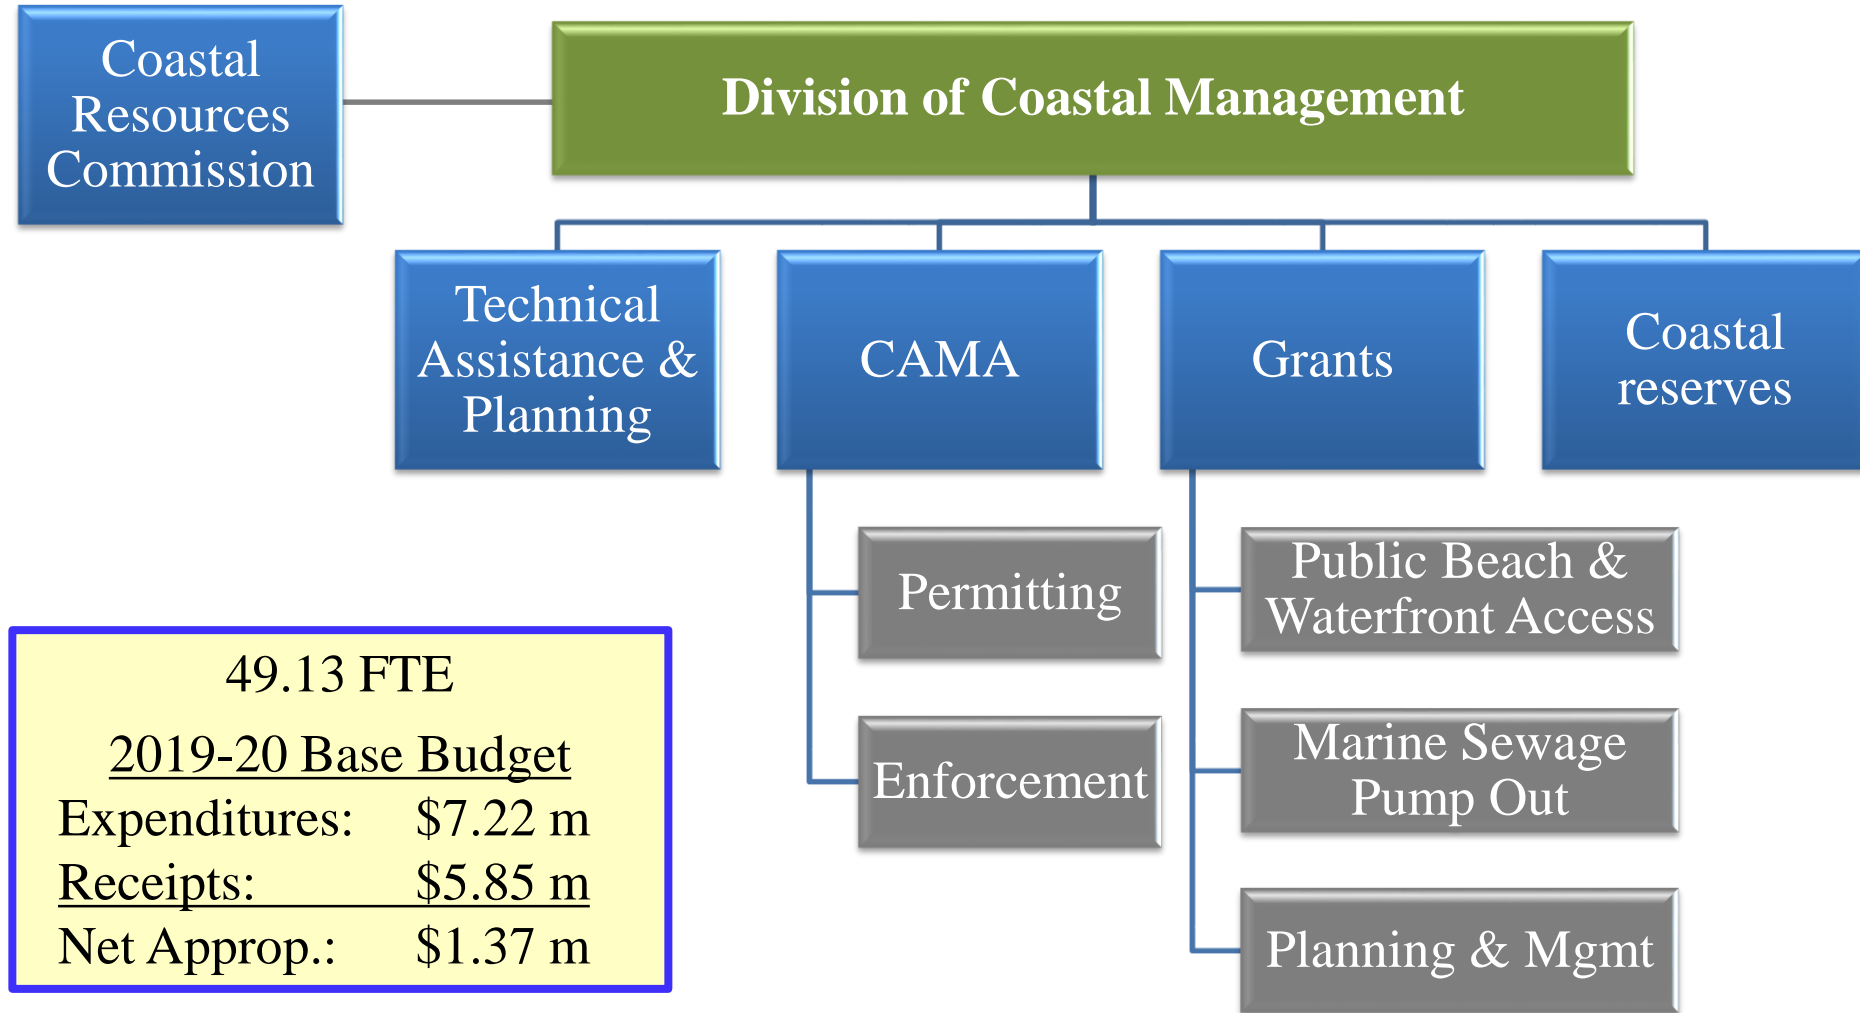 Coastal
Resources
Commission
Division of Coastal Management
Technical
Assistance &
Planning
CAMA
Grants
Coastal
reserves
Permitting
Enforcement
Public Beach &
Waterfront Access
Marine Sewage
Pump Out
Planning & Mgmt
49.13 FTE
2019-20 Base Budget
Expenditures: $7.22 m
Receipts: $5.85 m
Net Approp.: $1.37 m